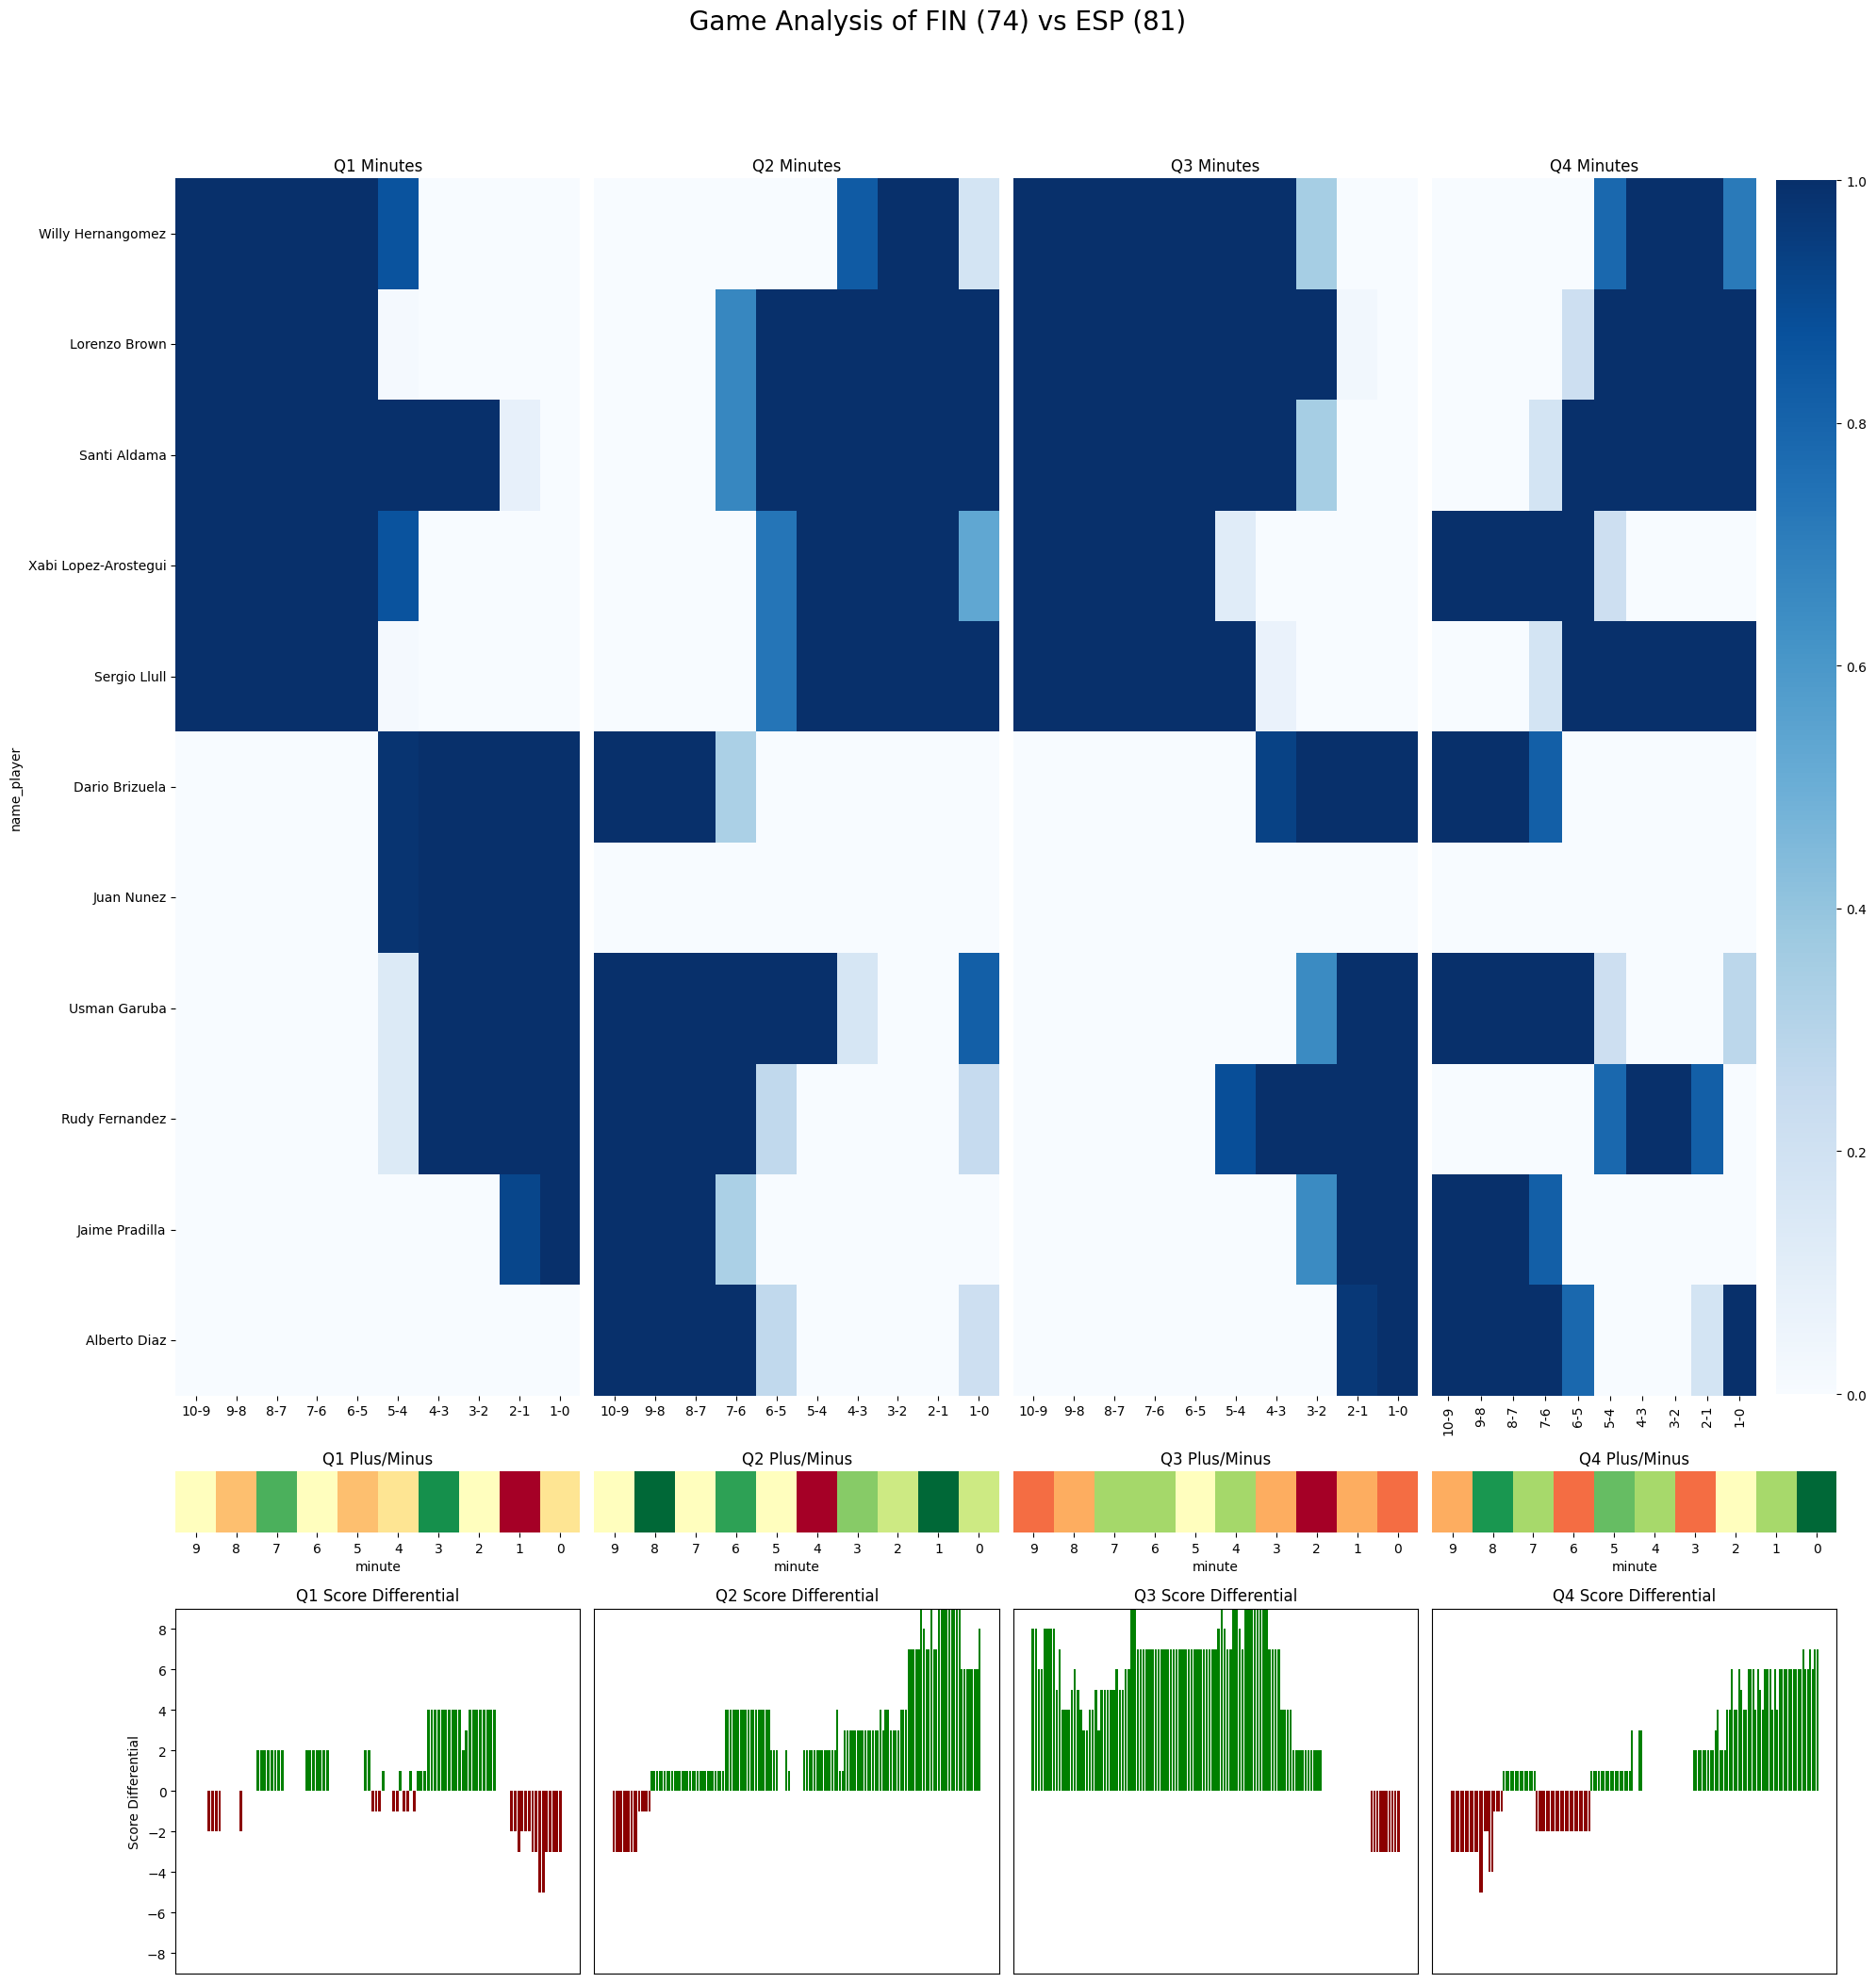 Game Analysis of FIN (74) vs ESP (81)
Q1 Minutes Q2 Minutes Q3 Minutes Q4 Minutes
name_player
Willy Hernangomez
Lorenzo Brown
Santi Aldama
Xabi Lopez-Arostegui
Sergio Llull
Dario Brizuela
Juan Nunez
Usman Garuba
Rudy Fernandez
Jaime Pradilla
Alberto Diaz
1.0
0.8
0.6
0.4
0.2
0.0
10-9 9-8 8-7 7-6 6-5 5-4 4-3 3-2 2-1 1-0 10-9 9-8 8-7 7-6 6-5 5-4 4-3 3-2 2-1 1-0 10-9 9-8 8-7 7-6 6-5 5-4 4-3 3-2 2-1 1-0 10-9 9-8 8-7 7-6 6-5 5-4 4-3 3-2 2-1 1-0
Q1 Plus/Minus Q2 Plus/Minus Q3 Plus/Minus Q4 Plus/Minus
9 8 7 6 5 4 3 2 1 0 9 8 7 6 5 4 3 2 1 0 9 8 7 6 5 4 3 2 1 0 9 8 7 6 5 4 3 2 1 0
minute minute minute minute
Q1 Score Differential Q2 Score Differential Q3 Score Differential Q4 Score Differential
Score Differential
8
6
4
2
0
−2
−4
−6
−8